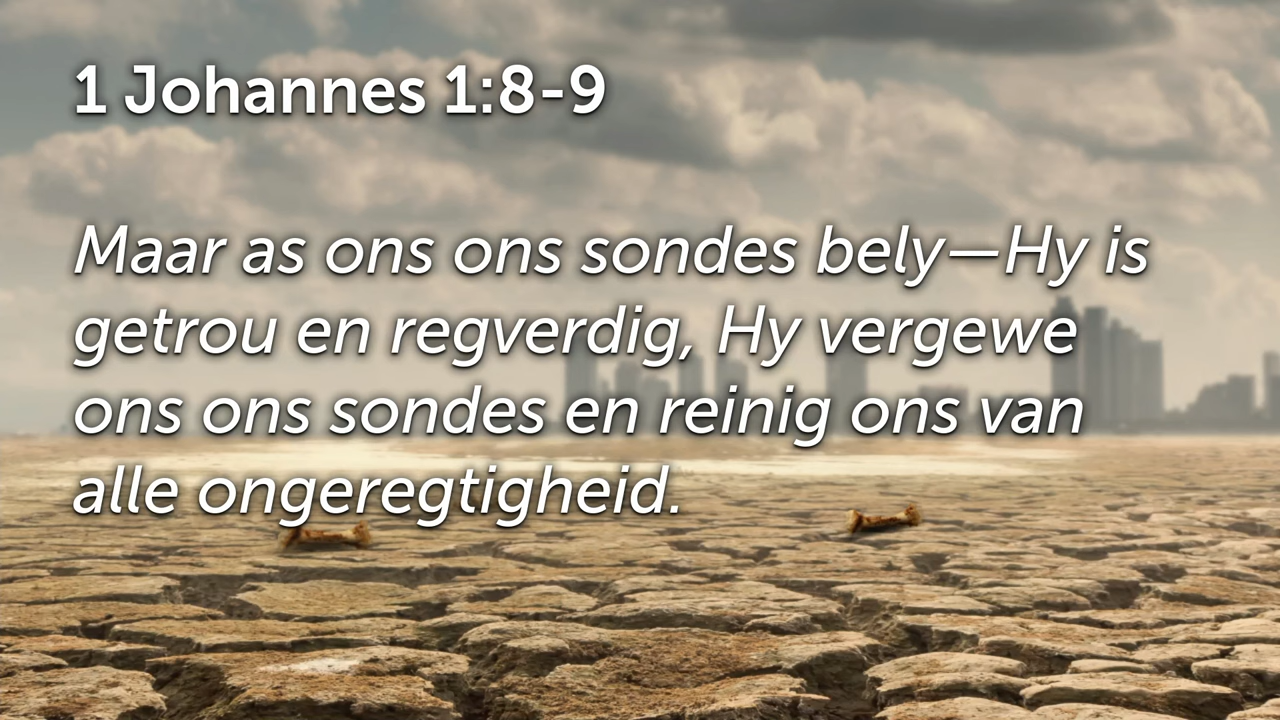 1 Johannes 1:8-9
Maar as ons ons sondes bely—Hy is
getrou en regverdig, Hy vergewe
ons ons sondes en reinig ons van
alle ongeregtigheid.